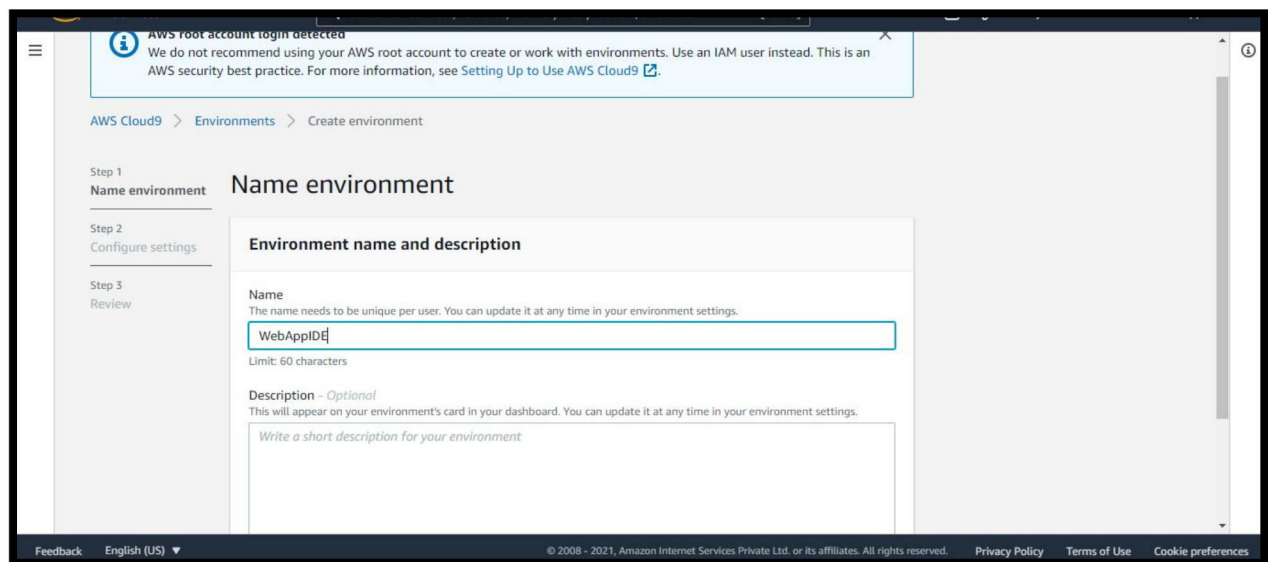 AWS root account login detected
We do not recommend using your AWS root account to create or work with environments. Use an IAM user instead. This is an
AWS security best practice. For more information, see Setting Up to Use AWS Cloud9.
AWS Cloud9 > Environments > Create environment
Step 1
Name environment
Step 2
Configure settings
Step 3
Review
Name environment
Environment name and description
Name
The name needs to be unique per user. You can update it at any time in your environment settings.
WebAppIDE
Limit: 60 characters
Description - Optional
This will appear on your environment's card in your dashboard. You can update it at any time in your environment settings.
Write a short description for your environment
Feedback English (US) © 2008 - 2021, Amazon Internet Services Private Ltd. or its affiliates. All rights reserved. Privacy Policy Terms of Use Cookie preferences